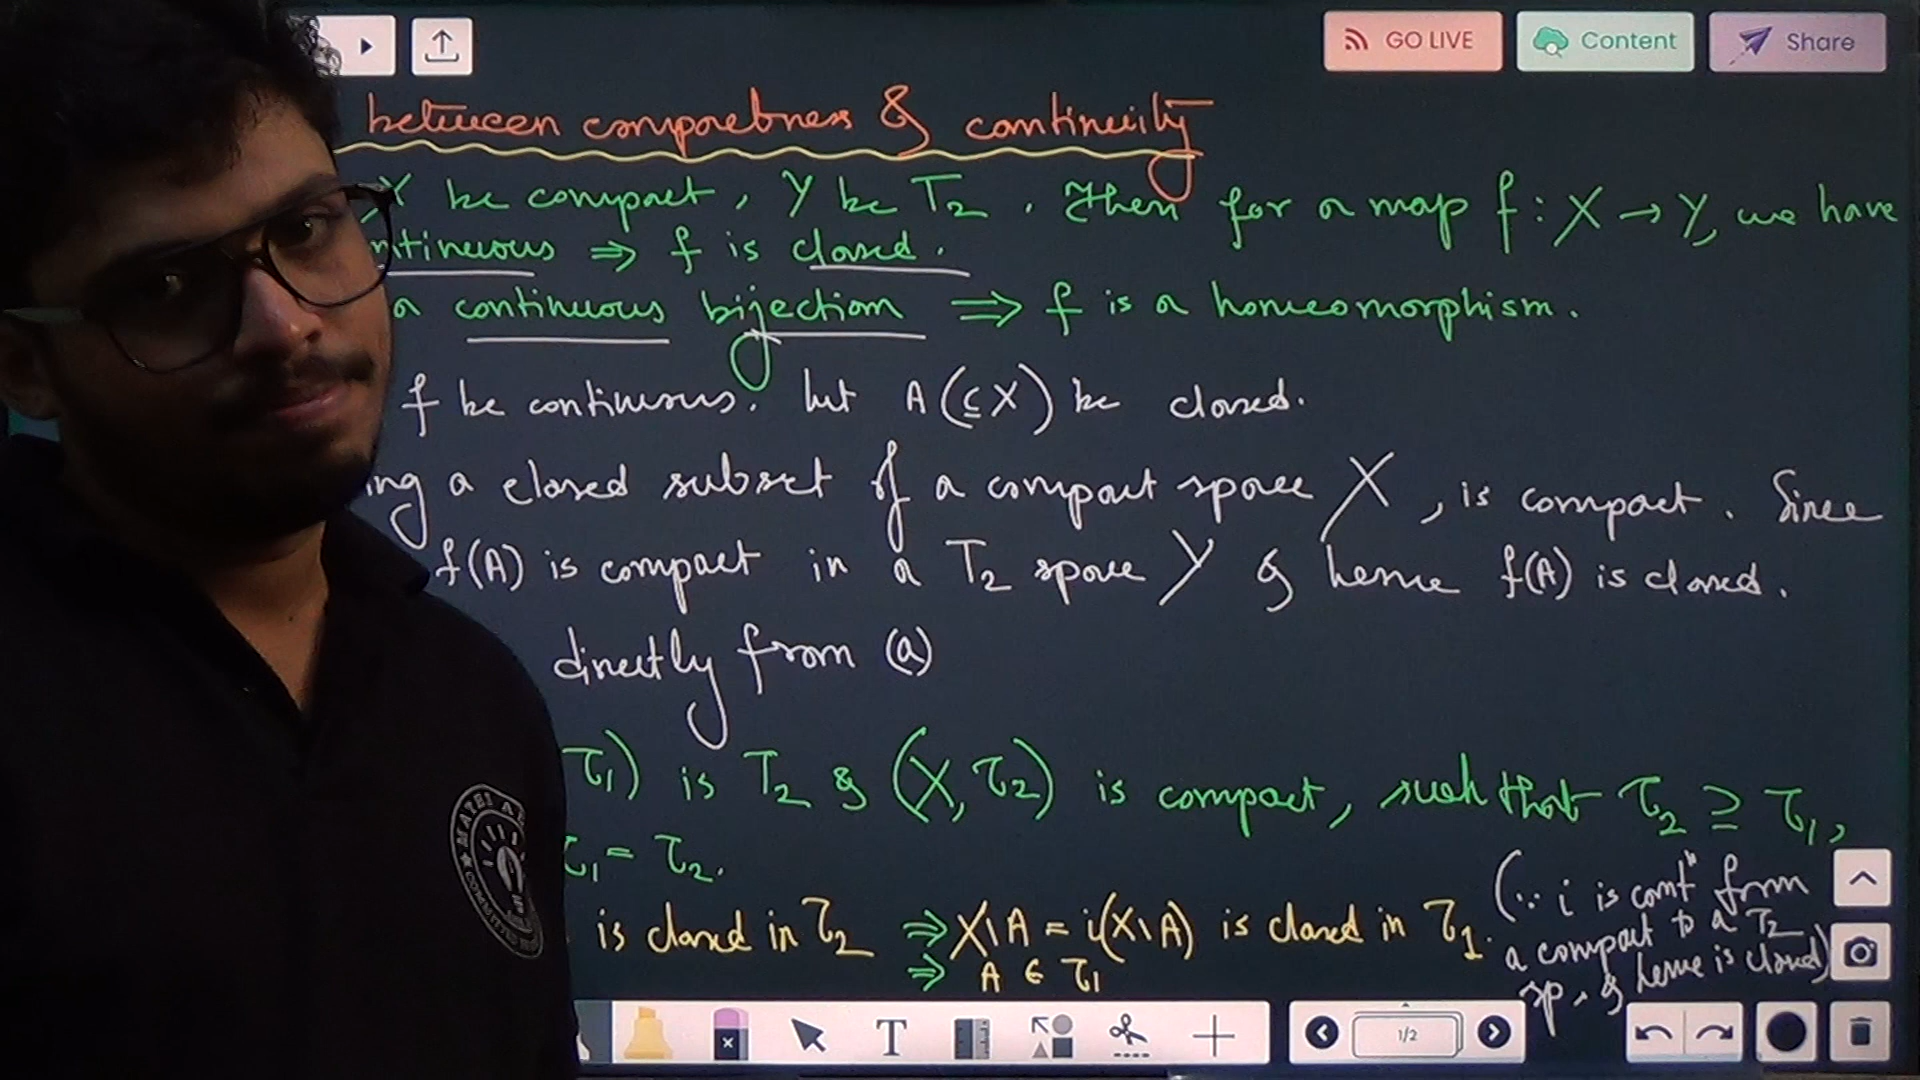 GO LIVE
Content
Share
between compactness & continuity
X be compact, Y be T₂. Then for a map f: X → Y, we have
ntinuous ⇒ f is closed.
a continuous bijection ⇒ f is a homeomorphism.
f be continuous. let A(⊆X) be closed.
ing a closed subset of a compact space X, is compact. Since
f(A) is compact in a T₂ space Y & hence f(A) is closed.
directly from (a)
τ₁) is T₂ & (X, τ₂) is compact, such that τ₂ ⊇ τ₁,
τ₁ = τ₂.
is closed in τ₂ ⇒ X\A = i(X\A) is closed in τ₁.
⇒ A ∈ τ₁
(∵ i is contⁿ from
a compact to a T₂
sp. & hence is closed)
T
1/2